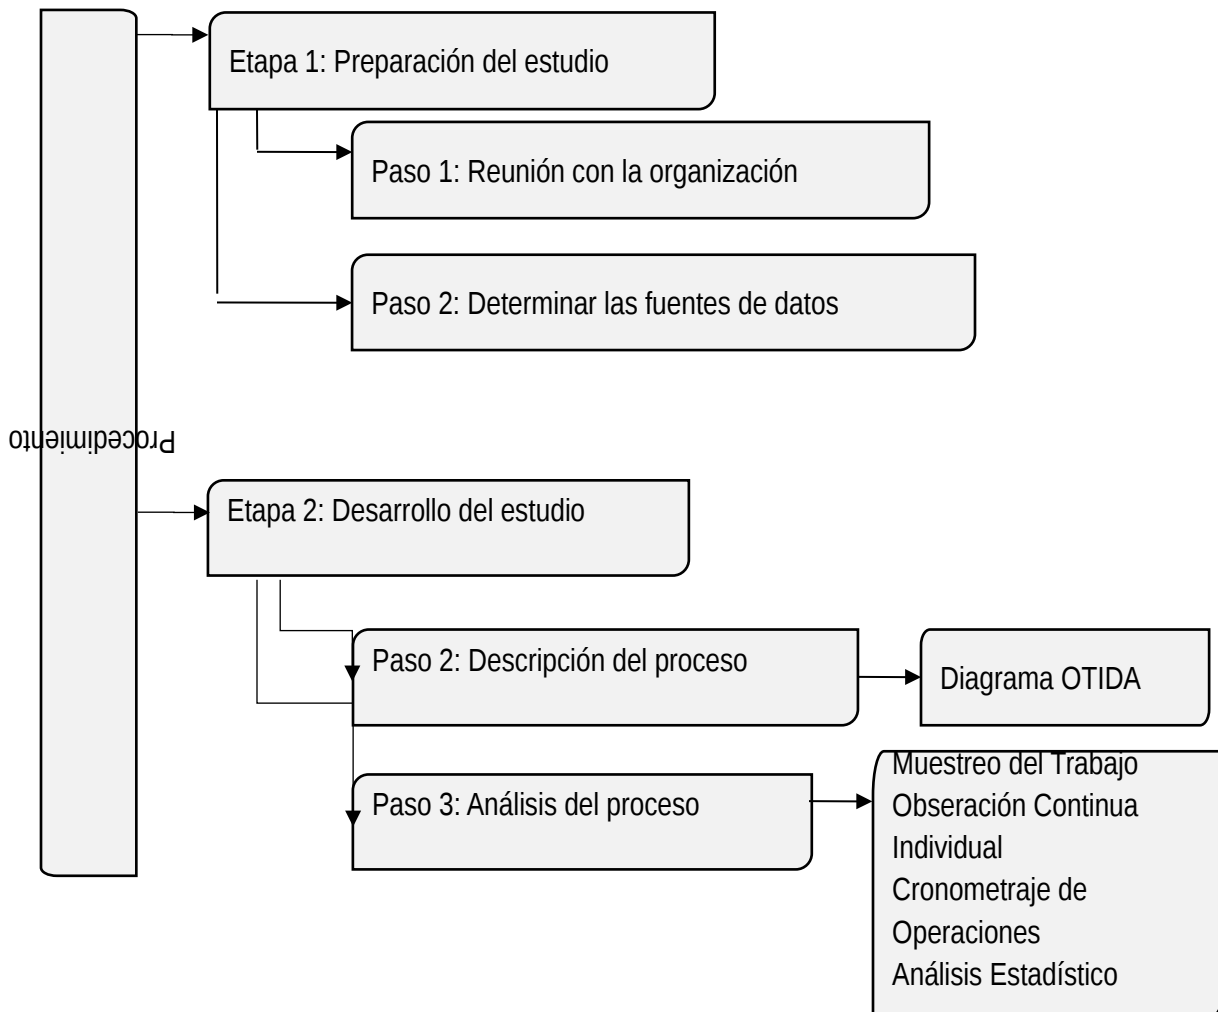 Etapa 1: Preparación del estudio
Paso 1: Reunión con la organización
Paso 2: Determinar las fuentes de datos
Procedimiento
Etapa 2: Desarrollo del estudio
Paso 2: Descripción del proceso
Diagrama OTIDA
Paso 3: Análisis del proceso
Muestreo del Trabajo
Obseración Continua
Individual
Cronometraje de
Operaciones
Análisis Estadístico